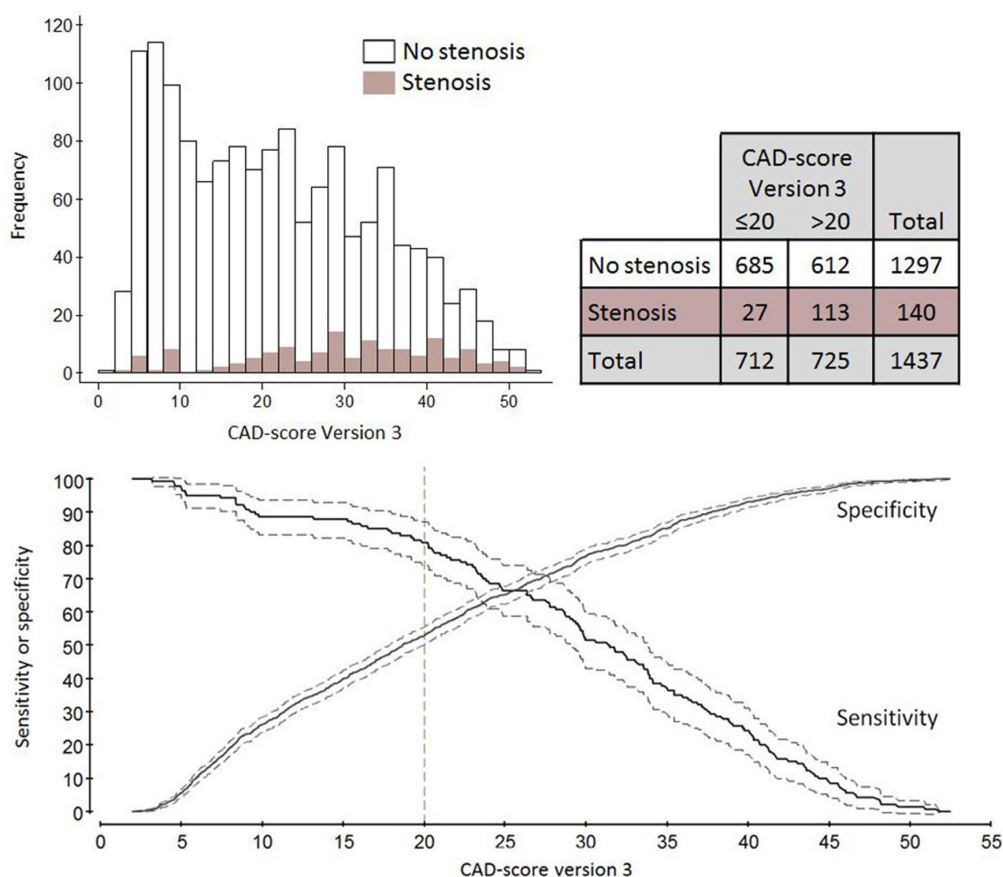 120
100
80
60
40
20
0
Frequency
0 10 20 30 40 50
CAD-score Version 3
No stenosis
Stenosis
CAD-score
Version 3
≤20 >20 Total
No stenosis 685 612 1297
Stenosis 27 113 140
Total 712 725 1437
100
90
80
70
60
50
40
30
20
10
0
Sensitivity or specificity
Specificity
Sensitivity
0 5 10 15 20 25 30 35 40 45 50 55
CAD-score version 3